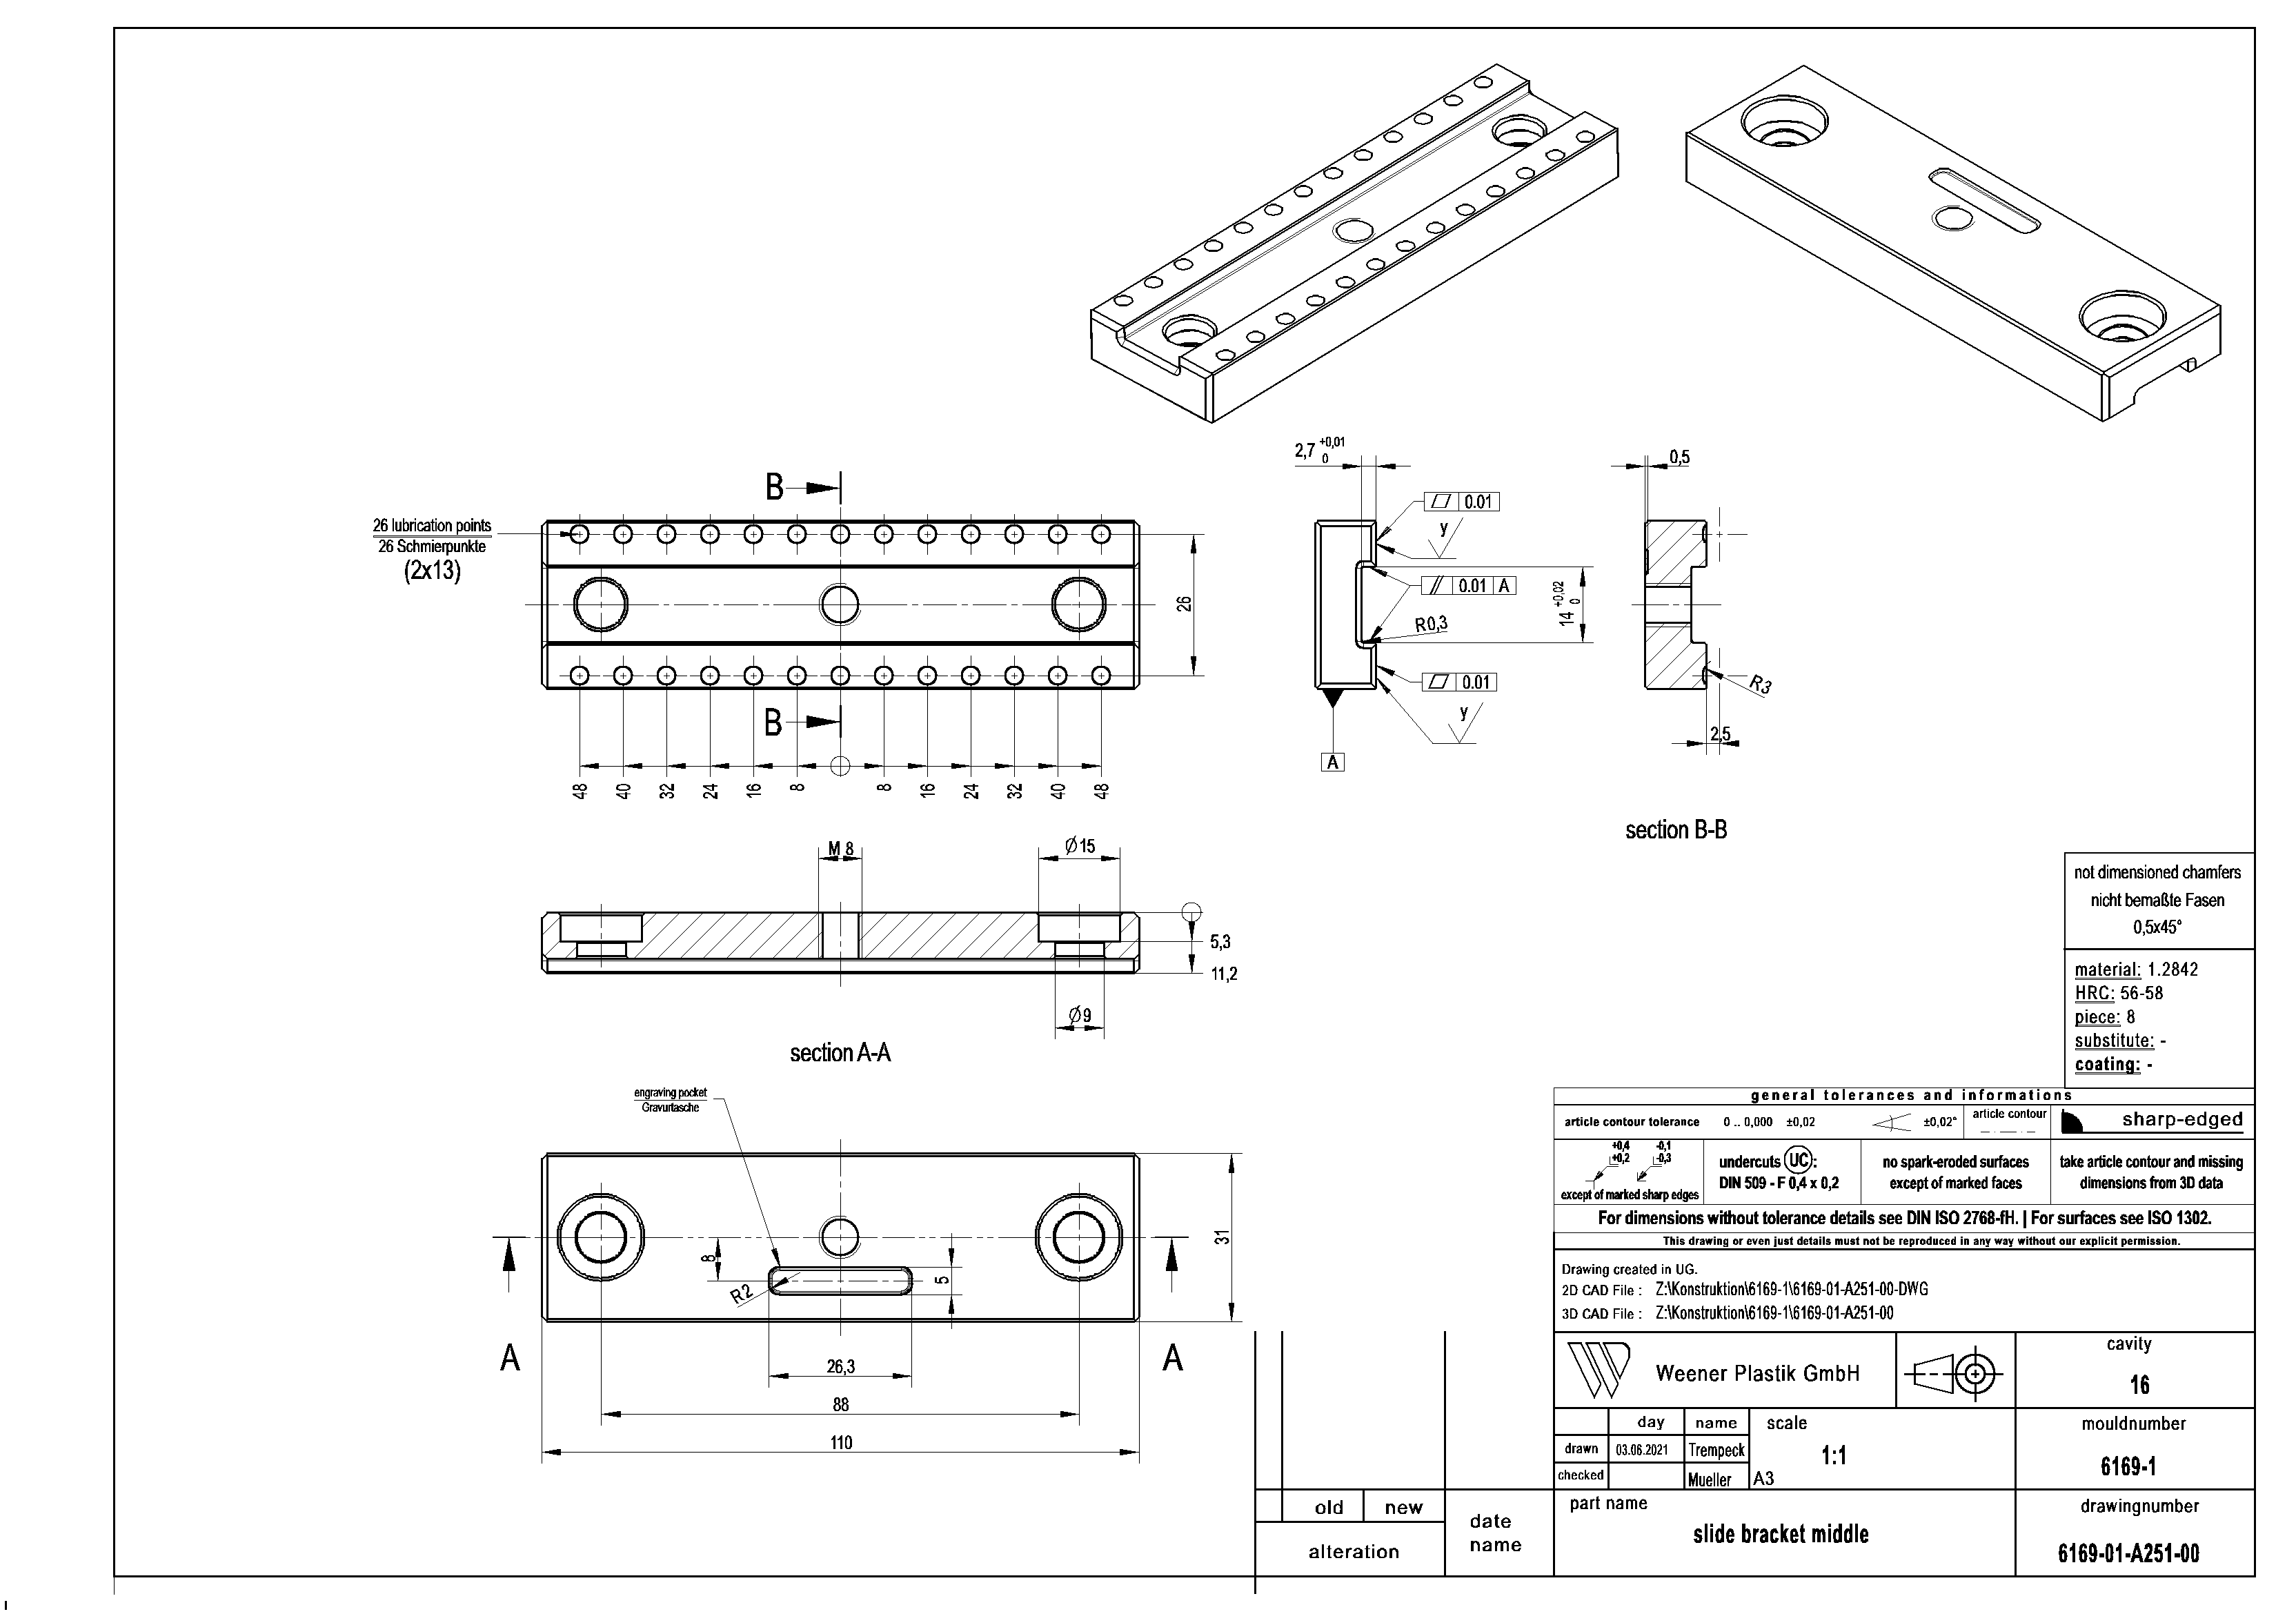 2,7 +0,01 0
0,5
B
0.01
y
26 lubrication points
26 Schmierpunkte
(2x13)
26
0.01 A
R0,3
14 +0,02 0
0.01
y
R3
2,5
B
A
48 40 32 24 16 8 8 16 24 32 40 48
section B-B
M 8
Ø15
5,3
11,2
Ø9
section A-A
engraving pocket
Gravurtasche
8
R2
5
31
A
A
26,3
88
110
not dimensioned chamfers
nicht bemaßte Fasen
0,5x45°
material: 1.2842
HRC: 56-58
piece: 8
substitute: -
coating: -
general tolerances and informations
article contour tolerance 0 .. 0,000 ±0,02 ±0,02° article contour sharp-edged
+0,4 -0,1
+0,2 -0,3
except of marked sharp edges
undercuts UC:
DIN 509 - F 0,4 x 0,2
no spark-eroded surfaces
except of marked faces
take article contour and missing
dimensions from 3D data
For dimensions without tolerance details see DIN ISO 2768-fH. | For surfaces see ISO 1302.
This drawing or even just details must not be reproduced in any way without our explicit permission.
Drawing created in UG.
2D CAD File : Z:\Konstruktion\6169-1\6169-01-A251-00-DWG
3D CAD File : Z:\Konstruktion\6169-1\6169-01-A251-00
Weener Plastik GmbH
cavity
16
day name scale
drawn 03.06.2021 Trempeck
1:1
checked Mueller A3
mouldnumber
6169-1
old new
alteration
date
name
part name
slide bracket middle
drawingnumber
6169-01-A251-00